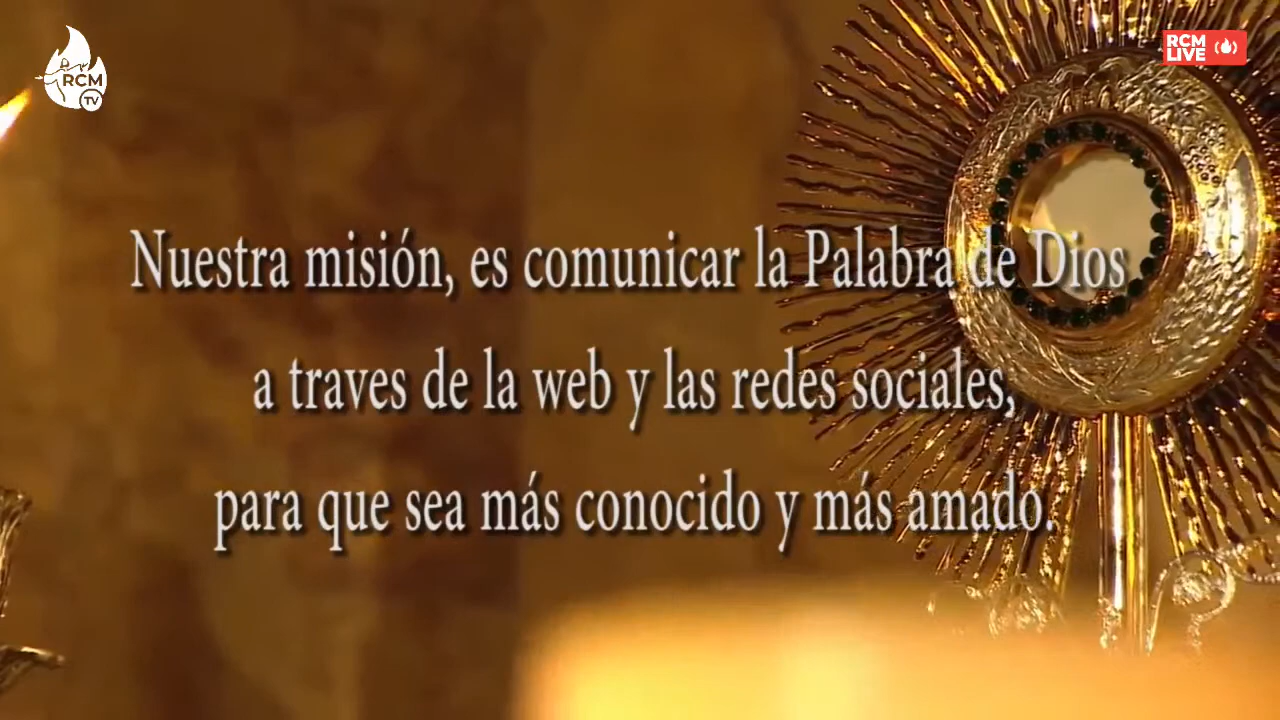 RCM
TV
RCM
LIVE
Nuestra misión, es comunicar la Palabra de Dios
a traves de la web y las redes sociales,
para que sea más conocido y más amado.